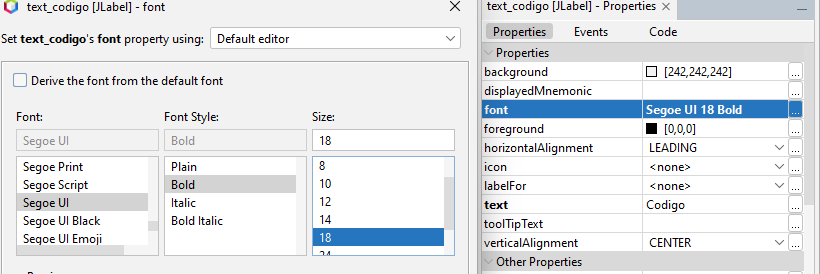 text_codigo [JLabel] - font
Set text_codigo's font property using: Default editor
Derive the font from the default font
Font: Font Style: Size:
Segoe UI Bold 18
Segoe Print
Segoe Script
Segoe UI
Segoe UI Black
Segoe UI Emoji
Plain
Bold
Italic
Bold Italic
8
10
12
14
18
24
text_codigo [JLabel] - Properties
Properties Events Code
Properties
background [242,242,242] ...
displayedMnemonic ...
font Segoe UI 18 Bold ...
foreground [0,0,0] ...
horizontalAlignment LEADING ...
icon <none> ...
labelFor <none> ...
text Codigo ...
toolTipText ...
verticalAlignment CENTER ...
Other Properties